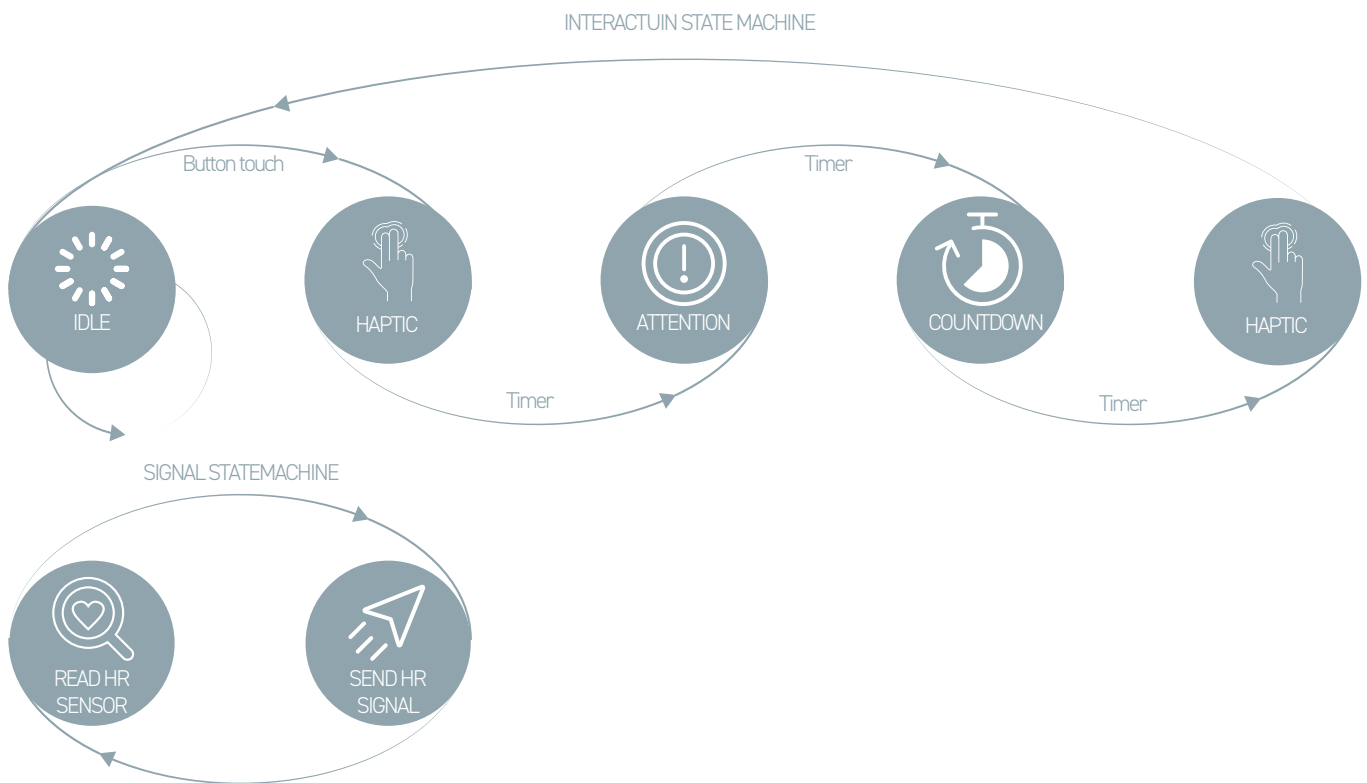 INTERACTUIN STATE MACHINE
Button touch
Timer
IDLE
HAPTIC
ATTENTION
COUNTDOWN
HAPTIC
Timer
Timer
SIGNAL STATEMACHINE
READ HR
SENSOR
SEND HR
SIGNAL